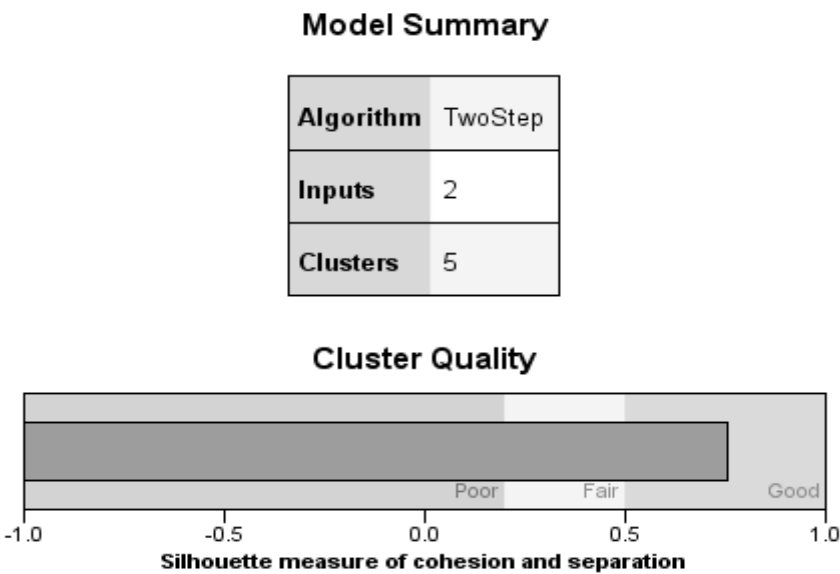 Model Summary
Algorithm TwoStep
Inputs 2
Clusters 5
Cluster Quality
Poor Fair Good
-1.0 -0.5 0.0 0.5 1.0
Silhouette measure of cohesion and separation